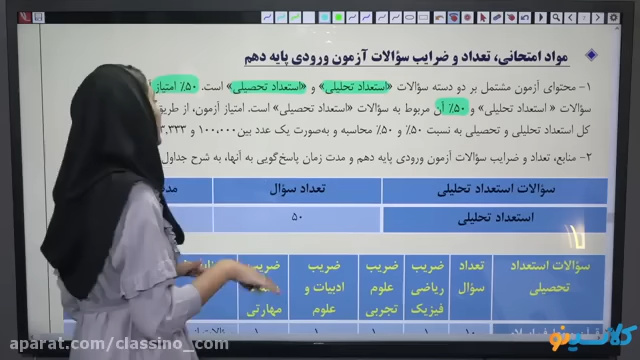 مواد امتحانی، تعداد و ضرایب سؤالات آزمون ورودی پایه دهم
۱- محتوای آزمون مشتمل بر دو دسته سؤالات «استعداد تحلیلی» و «استعداد تحصیلی» است. ۵۰٪ امتیاز
سؤالات « استعداد تحلیلی» و ۵۰٪ آن مربوط به سؤالات «استعداد تحصیلی» است. امتیاز آزمون، از طریق
کل استعداد تحلیلی و تحصیلی به نسبت ۵۰٪ و ۵۰٪ محاسبه و به‌صورت یک عدد بین ۱۰۰,۰۰۰ و
۲- منابع، تعداد و ضرایب سؤالات آزمون ورودی پایه دهم و مدت زمان پاسخ‌گویی به آنها، به شرح جداول
سؤالات استعداد تحلیلی تعداد سؤال
استعداد تحلیلی ۵۰
سؤالات استعداد تحصیلی تعداد سؤال ضریب ریاضی فیزیک ضریب علوم تجربی ضریب ادبیات و علوم ضریب مهارتی
aparat.com/classino_com
کلاسینو